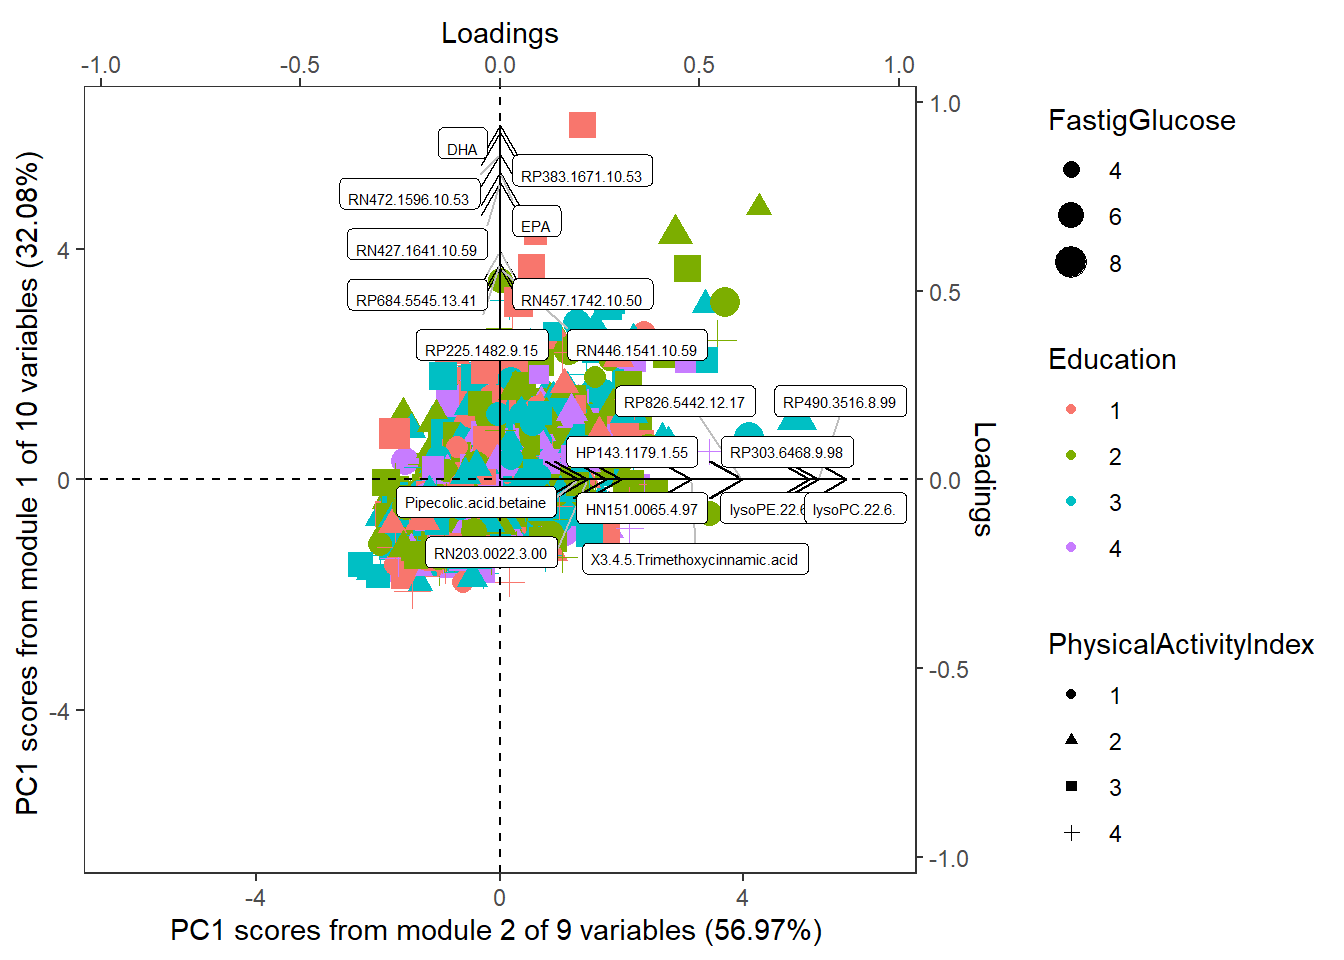 Loadings
-1.0 -0.5 0.0 0.5 1.0
PC1 scores from module 1 of 10 variables (32.08%)
4
0
-4
DHA
RP383.1671.10.53
RN472.1596.10.53
EPA
RN427.1641.10.59
RP684.5545.13.41
RN457.1742.10.50
RP225.1482.9.15
RN446.1541.10.59
RP826.5442.12.17
RP490.3516.8.99
HP143.1179.1.55
RP303.6468.9.98
Pipecolic.acid.betaine
HN151.0065.4.97
lysoPE.22.6
lysoPC.22.6.
RN203.0022.3.00
X3.4.5.Trimethoxycinnamic.acid
1.0
0.5
0.0
-0.5
-1.0
Loadings
-4 0 4
PC1 scores from module 2 of 9 variables (56.97%)
FastigGlucose
4
6
8
Education
1
2
3
4
PhysicalActivityIndex
1
2
3
4